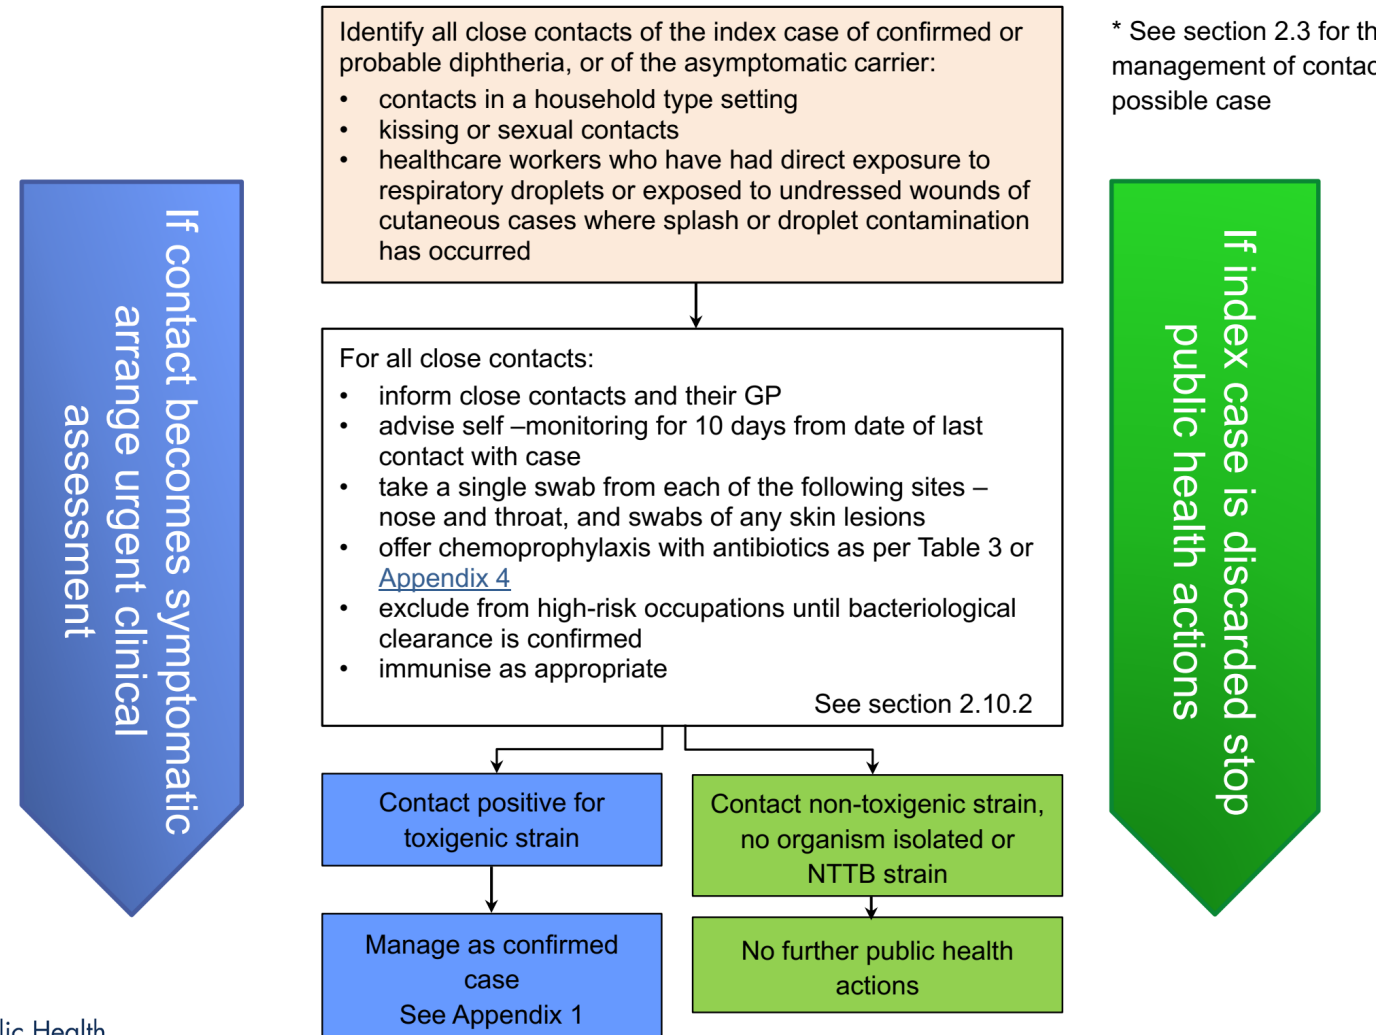 Identify all close contacts of the index case of confirmed or
probable diphtheria, or of the asymptomatic carrier:
• contacts in a household type setting
• kissing or sexual contacts
• healthcare workers who have had direct exposure to
respiratory droplets or exposed to undressed wounds of
cutaneous cases where splash or droplet contamination
has occurred
* See section 2.3 for th
management of contac
possible case
If contact becomes symptomatic
arrange urgent clinical
assessment
For all close contacts:
• inform close contacts and their GP
• advise self –monitoring for 10 days from date of last
contact with case
• take a single swab from each of the following sites –
nose and throat, and swabs of any skin lesions
• offer chemoprophylaxis with antibiotics as per Table 3 or
Appendix 4
• exclude from high-risk occupations until bacteriological
clearance is confirmed
• immunise as appropriate
See section 2.10.2
If index case is discarded stop
public health actions
Contact positive for
toxigenic strain
Contact non-toxigenic strain,
no organism isolated or
NTTB strain
Manage as confirmed
case
See Appendix 1
No further public health
actions
lic Health